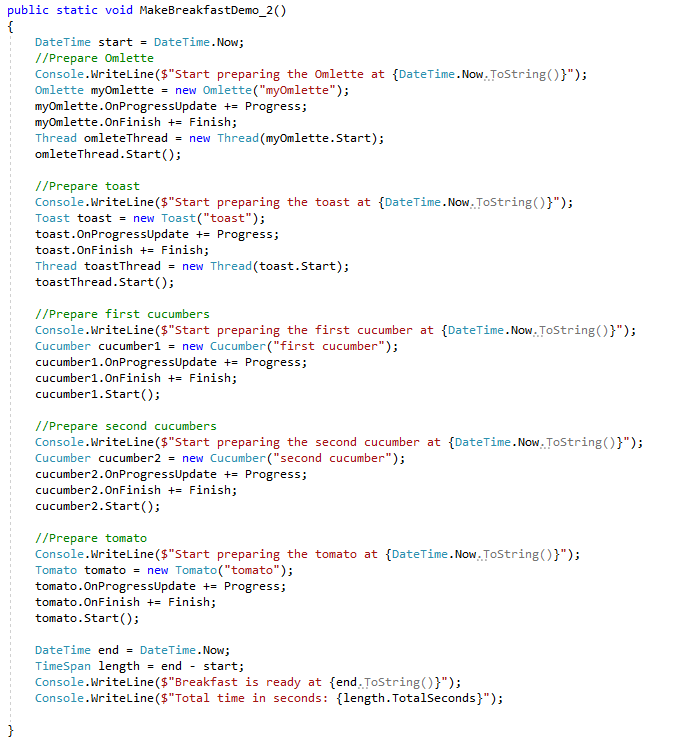 public static void MakeBreakfastDemo_2()
{
DateTime start = DateTime.Now;
//Prepare Omlette
Console.WriteLine($"Start preparing the Omlette at {DateTime.Now.ToString()}");
Omlette myOmlette = new Omlette("myOmlette");
myOmlette.OnProgressUpdate += Progress;
myOmlette.OnFinish += Finish;
Thread omleteThread = new Thread(myOmlette.Start);
omleteThread.Start();
//Prepare toast
Console.WriteLine($"Start preparing the toast at {DateTime.Now.ToString()}");
Toast toast = new Toast("toast");
toast.OnProgressUpdate += Progress;
toast.OnFinish += Finish;
Thread toastThread = new Thread(toast.Start);
toastThread.Start();
//Prepare first cucumbers
Console.WriteLine($"Start preparing the first cucumber at {DateTime.Now.ToString()}");
Cucumber cucumber1 = new Cucumber("first cucumber");
cucumber1.OnProgressUpdate += Progress;
cucumber1.OnFinish += Finish;
cucumber1.Start();
//Prepare second cucumbers
Console.WriteLine($"Start preparing the second cucumber at {DateTime.Now.ToString()}");
Cucumber cucumber2 = new Cucumber("second cucumber");
cucumber2.OnProgressUpdate += Progress;
cucumber2.OnFinish += Finish;
cucumber2.Start();
//Prepare tomato
Console.WriteLine($"Start preparing the tomato at {DateTime.Now.ToString()}");
Tomato tomato = new Tomato("tomato");
tomato.OnProgressUpdate += Progress;
tomato.OnFinish += Finish;
tomato.Start();
DateTime end = DateTime.Now;
TimeSpan length = end - start;
Console.WriteLine($"Breakfast is ready at {end.ToString()}");
Console.WriteLine($"Total time in seconds: {length.TotalSeconds}");
}